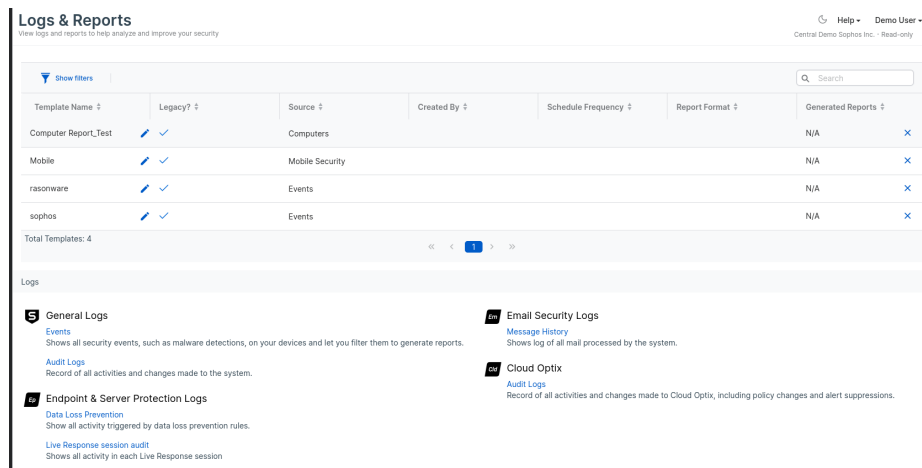 Logs & Reports
View logs and reports to help analyze and improve your security
Help
Demo User
Central Demo Sophos Inc. · Read-only
Show filters
Search
Template Name
Legacy?
Source
Created By
Schedule Frequency
Report Format
Generated Reports
Computer Report_Test
Computers
N/A
Mobile
Mobile Security
N/A
rasonware
Events
N/A
sophos
Events
N/A
Total Templates: 4
« ‹ 1 › »
Logs
S General Logs
Events
Shows all security events, such as malware detections, on your devices and let you filter them to generate reports.
Audit Logs
Record of all activities and changes made to the system.
Ep Endpoint & Server Protection Logs
Data Loss Prevention
Show all activity triggered by data loss prevention rules.
Live Response session audit
Shows all activity in each Live Response session
Em Email Security Logs
Message History
Shows log of all mail processed by the system.
Cld Cloud Optix
Audit Logs
Record of all activities and changes made to Cloud Optix, including policy changes and alert suppressions.